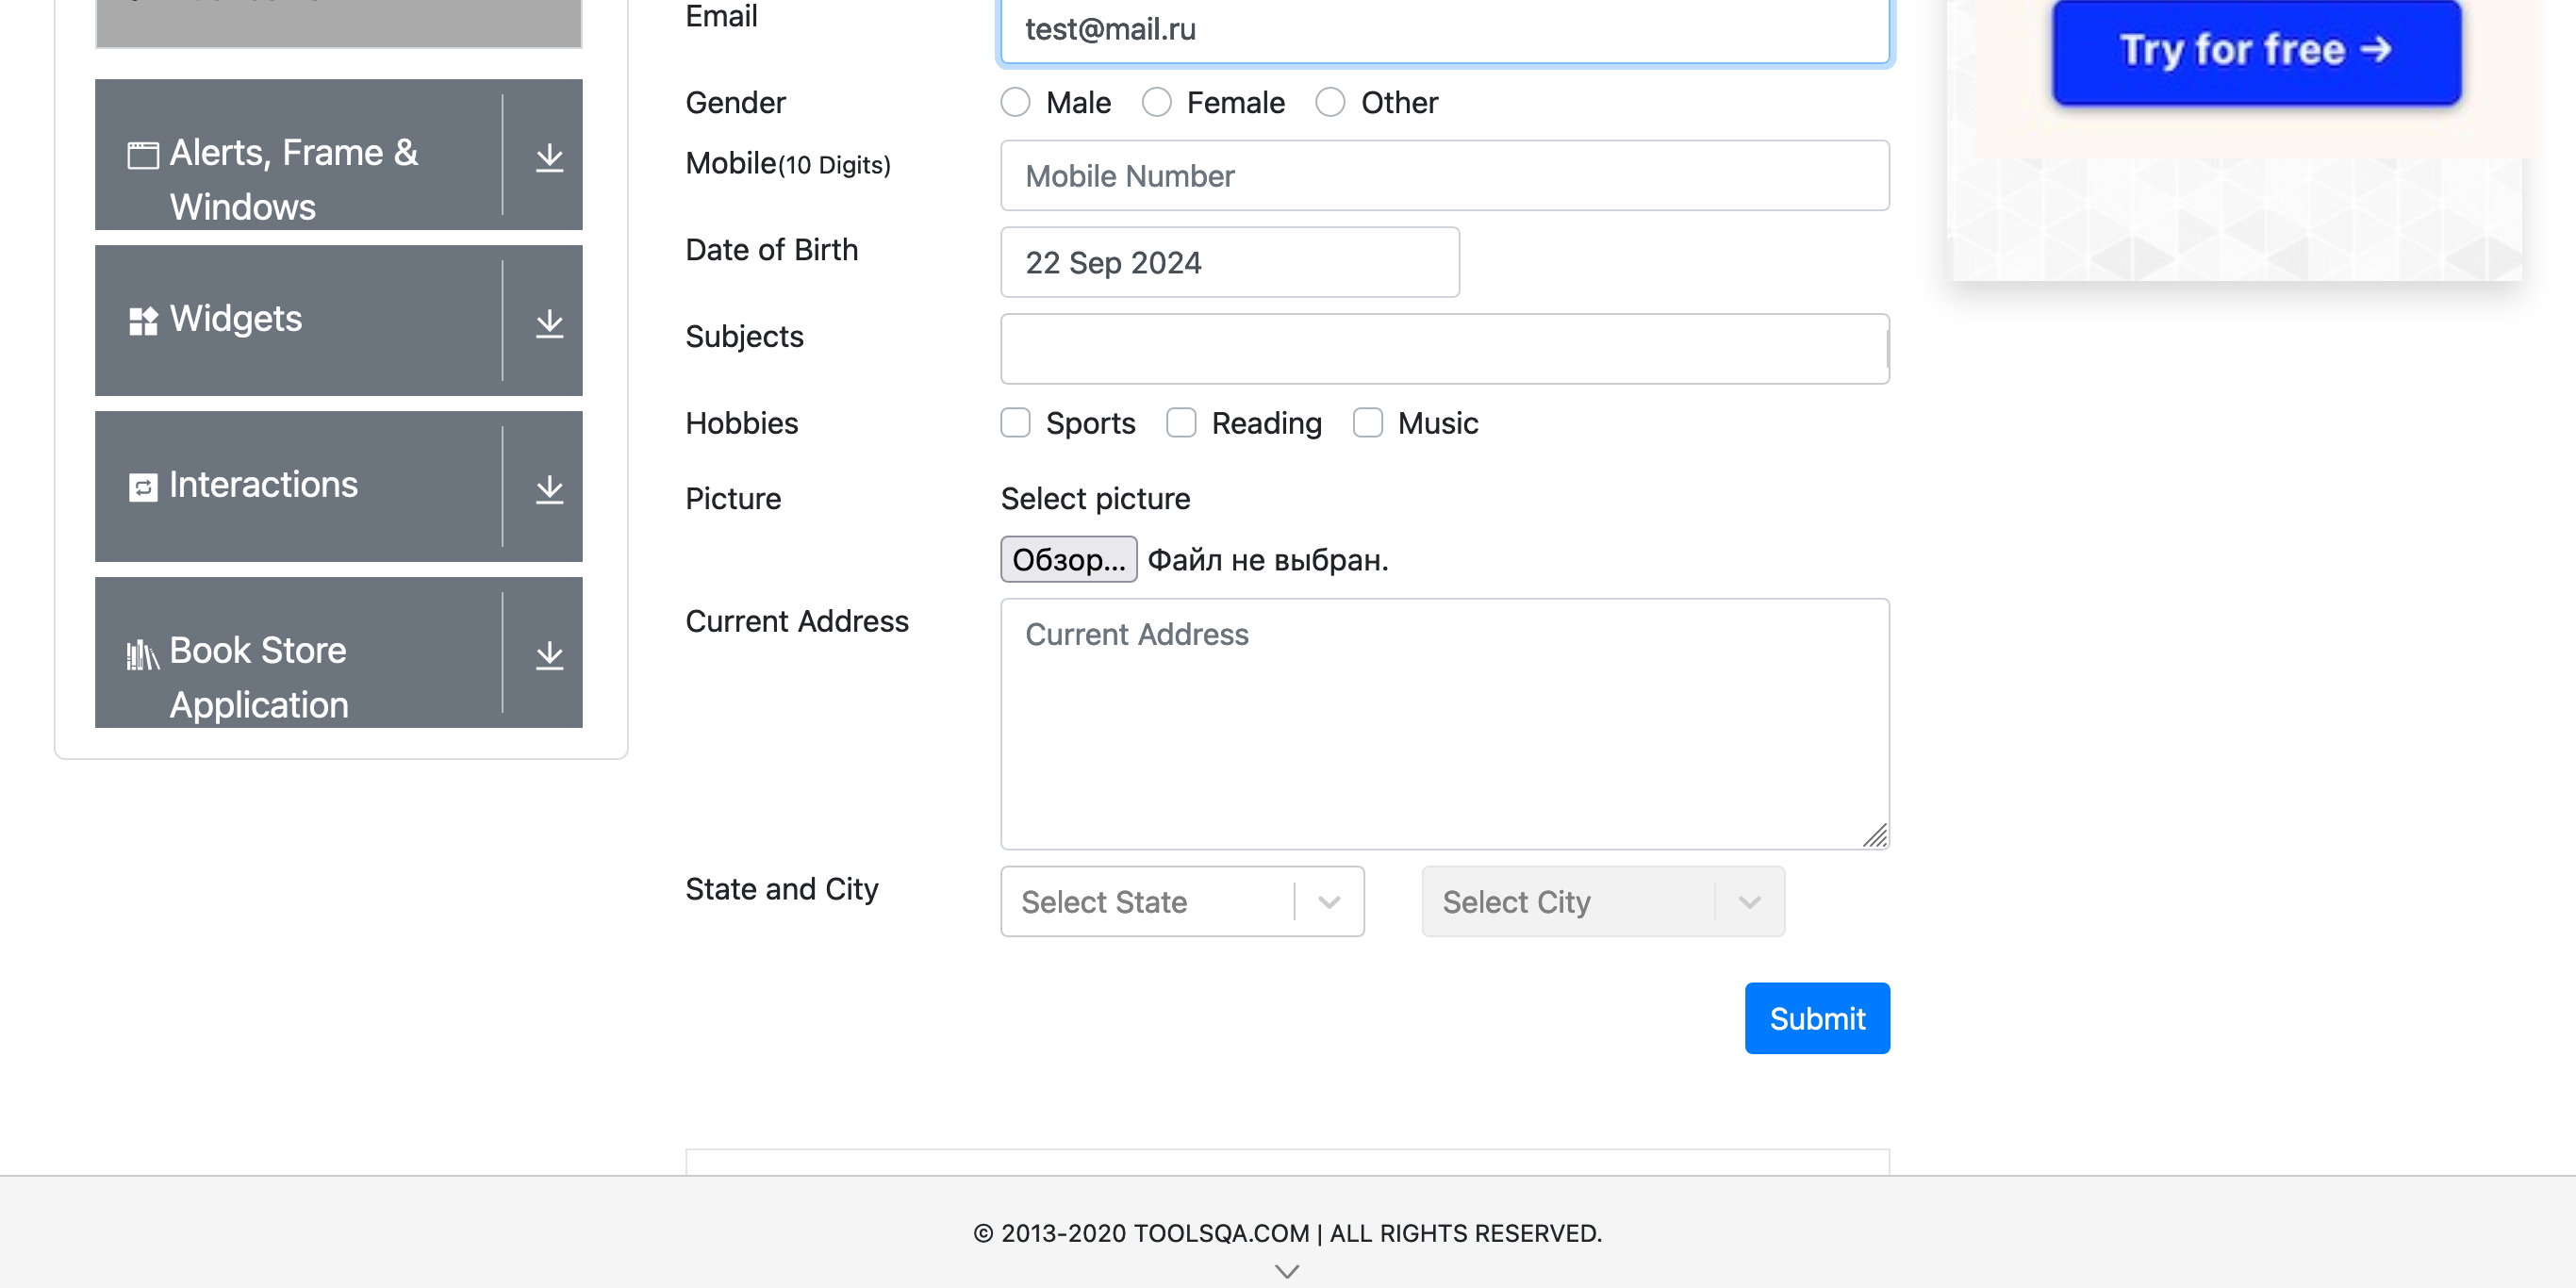 Alerts, Frame &
Windows
Widgets
Interactions
Book Store
Application
Email
test@mail.ru
Gender
Male
Female
Other
Mobile(10 Digits)
Mobile Number
Date of Birth
22 Sep 2024
Subjects
Hobbies
Sports
Reading
Music
Picture
Select picture
Обзор...
Файл не выбран.
Current Address
Current Address
State and City
Select State
Select City
Submit
Try for free →
© 2013-2020 TOOLSQA.COM | ALL RIGHTS RESERVED.